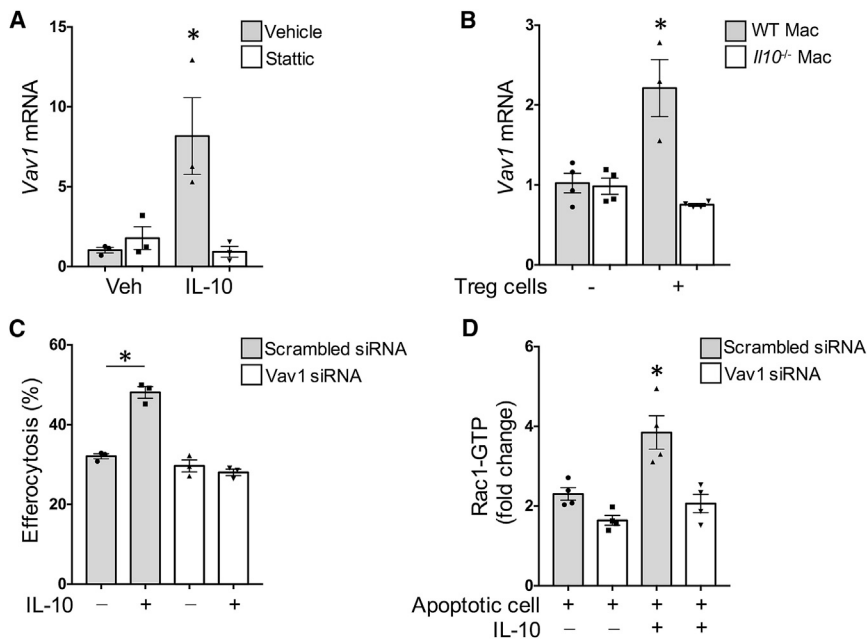 A
Vav1 mRNA
15
10
5
0
*
Vehicle
Stattic
Veh IL-10
B
Vav1 mRNA
3
2
1
0
*
WT Mac
Il10-/- Mac
Treg cells - +
C
Efferocytosis (%)
60
40
20
0
*
Scrambled siRNA
Vav1 siRNA
IL-10 – + – +
D
Rac1-GTP
(fold change)
6
4
2
0
*
Scrambled siRNA
Vav1 siRNA
Apoptotic cell + + + +
IL-10 – – + +